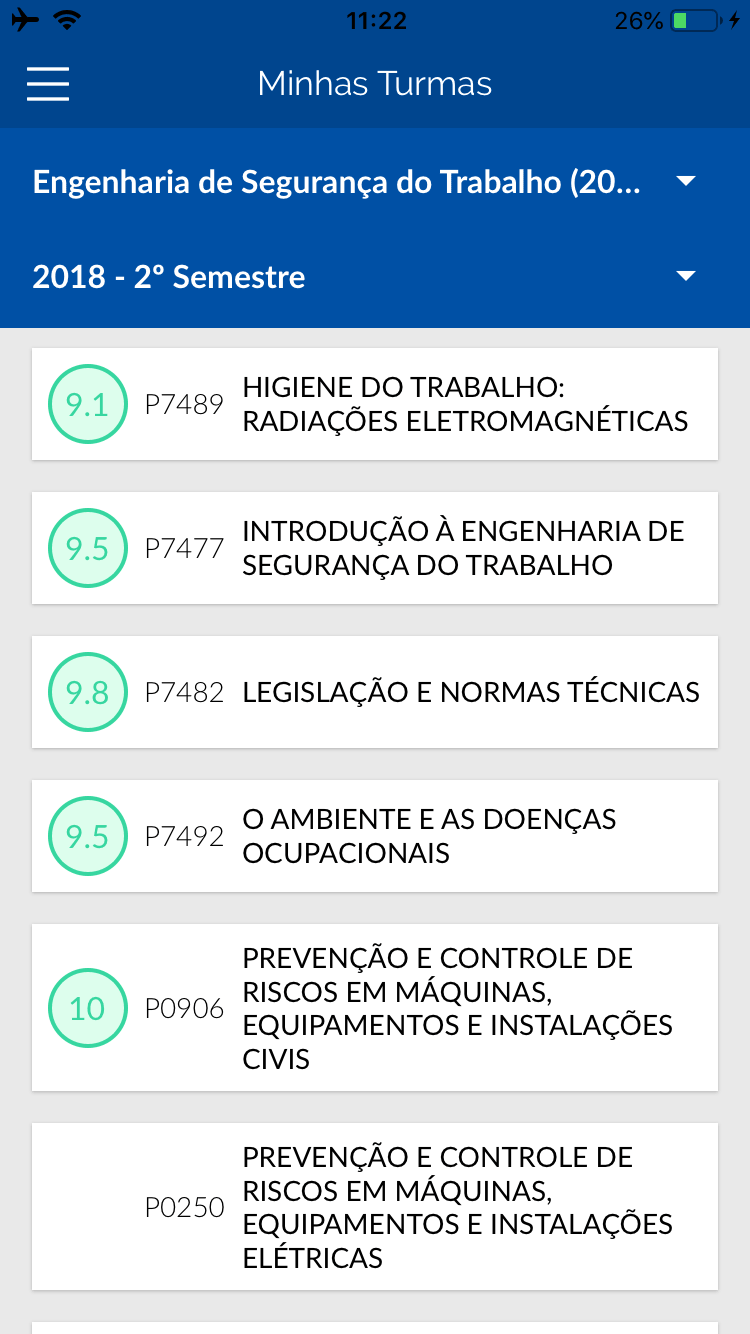 11:22
26%
Minhas Turmas
Engenharia de Segurança do Trabalho (20...
2018 - 2º Semestre
9.1
P7489
HIGIENE DO TRABALHO:
RADIAÇÕES ELETROMAGNÉTICAS
9.5
P7477
INTRODUÇÃO À ENGENHARIA DE
SEGURANÇA DO TRABALHO
9.8
P7482
LEGISLAÇÃO E NORMAS TÉCNICAS
9.5
P7492
O AMBIENTE E AS DOENÇAS
OCUPACIONAIS
10
P0906
PREVENÇÃO E CONTROLE DE
RISCOS EM MÁQUINAS,
EQUIPAMENTOS E INSTALAÇÕES
CIVIS
P0250
PREVENÇÃO E CONTROLE DE
RISCOS EM MÁQUINAS,
EQUIPAMENTOS E INSTALAÇÕES
ELÉTRICAS